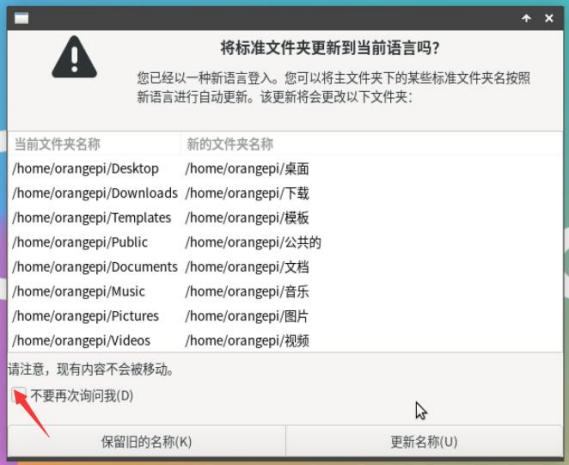 将标准文件夹更新到当前语言吗?
您已经以一种新语言登入。您可以将主文件夹下的某些标准文件夹名按照
新语言进行自动更新。该更新将会更改以下文件夹:
当前文件夹名称 新的文件夹名称
/home/orangepi/Desktop /home/orangepi/桌面
/home/orangepi/Downloads /home/orangepi/下载
/home/orangepi/Templates /home/orangepi/模板
/home/orangepi/Public /home/orangepi/公共的
/home/orangepi/Documents /home/orangepi/文档
/home/orangepi/Music /home/orangepi/音乐
/home/orangepi/Pictures /home/orangepi/图片
/home/orangepi/Videos /home/orangepi/视频
请注意，现有内容不会被移动。
不要再次询问我(D)
保留旧的名称(K) 更新名称(U)